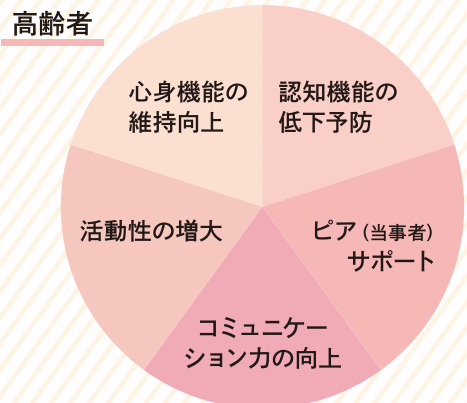 高齢者
心身機能の
維持向上
認知機能の
低下予防
活動性の増大
ピア(当事者)
サポート
コミュニケー
ション力の向上